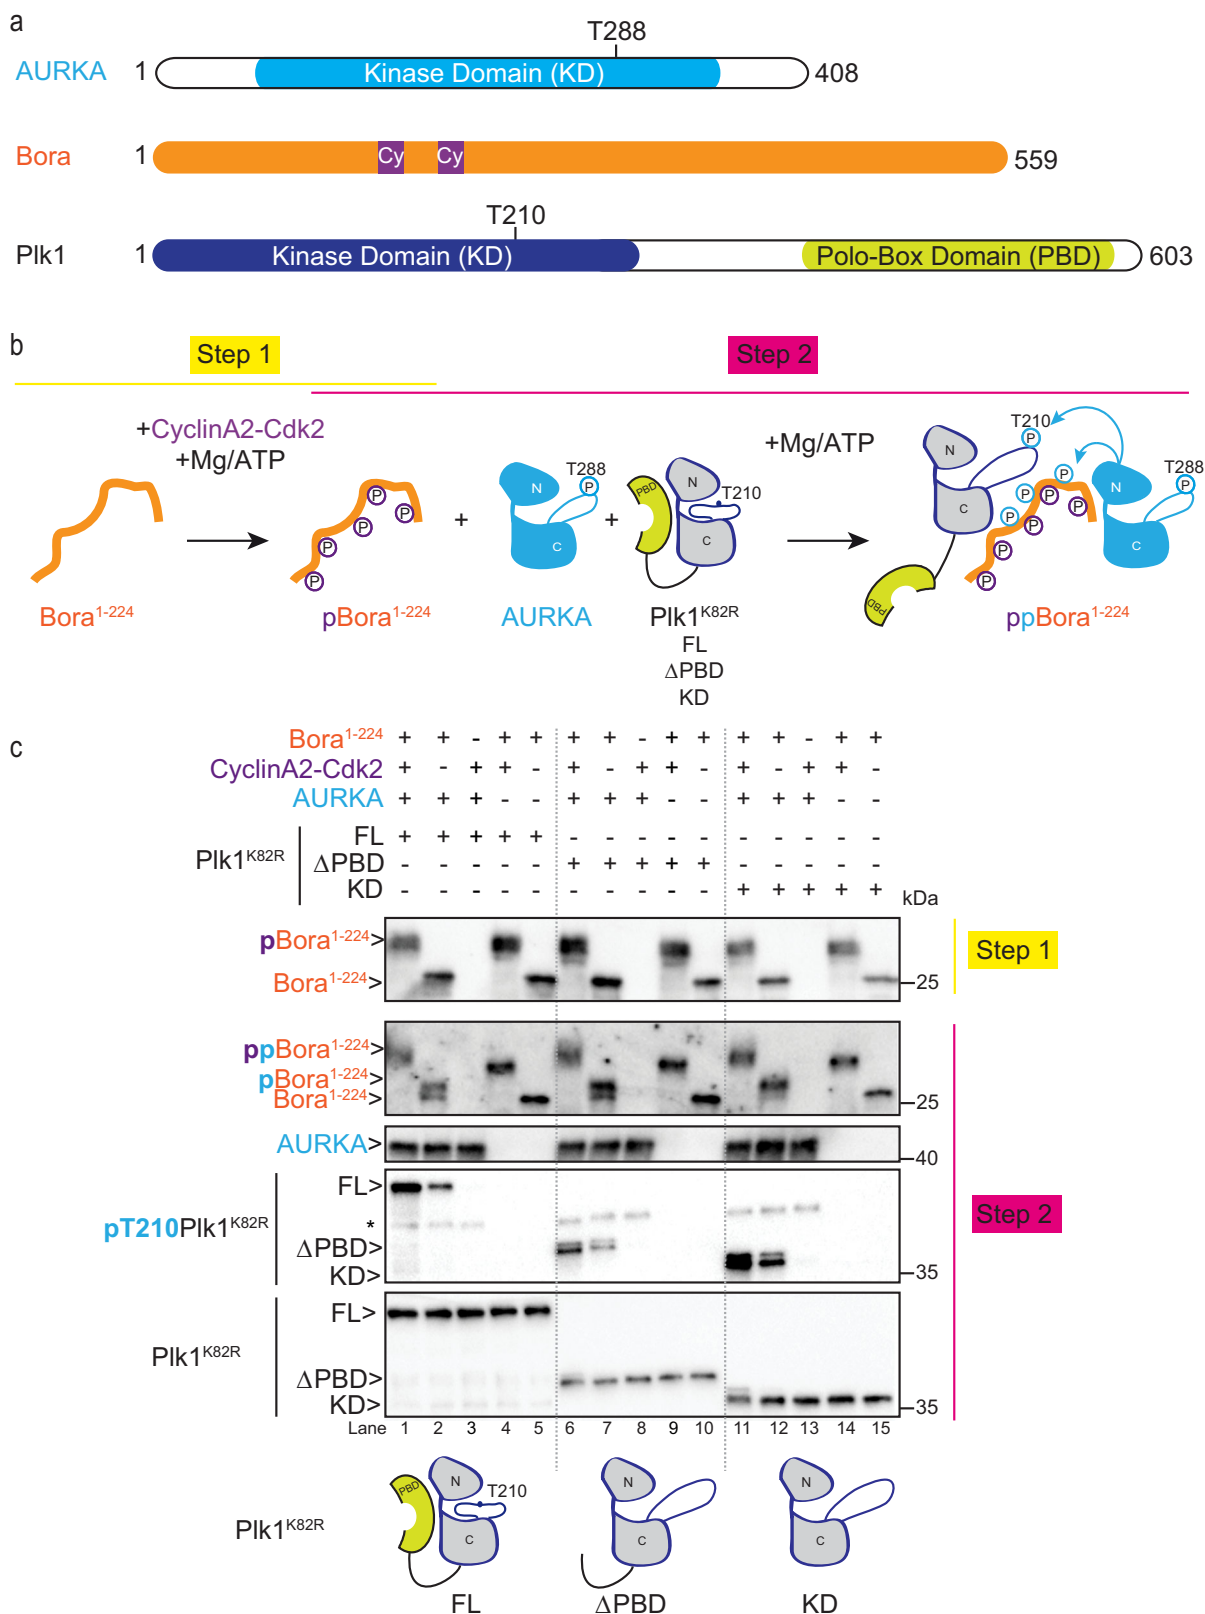 a
T288
AURKA 1 Kinase Domain (KD) 408
Bora 1 Cy Cy 559
T210
Plk1 1 Kinase Domain (KD) Polo-Box Domain (PBD) 603
b
Step 1 Step 2
+CyclinA2-Cdk2
+Mg/ATP
+Mg/ATP
P P P P P
+ N T288 P C + PBD N T210 C
N T210 P C PBD P P P P P P P P N T288 P C
Bora1-224 pBora1-224 AURKA Plk1K82R ppBora1-224
FL
ΔPBD
KD
c
Bora1-224 + + - + + + + - + + + + - + +
CyclinA2-Cdk2 + - + + - + - + + - + - + + -
AURKA + + + - - + + + - - + + + - -
Plk1K82R
FL + + + + + - - - - - - - - - -
ΔPBD - - - - - + + + + + - - - - -
KD - - - - - - - - - - + + + + +
kDa
pBora1-224>
Bora1-224>
25
Step 1
ppBora1-224>
pBora1-224>
Bora1-224>
25
AURKA>
40
pT210Plk1K82R
FL>
*
ΔPBD>
KD>
35
Step 2
Plk1K82R
FL>
ΔPBD>
KD>
35
Lane 1 2 3 4 5 6 7 8 9 10 11 12 13 14 15
Plk1K82R
PBD N T210 C
N C
N C
FL ΔPBD KD